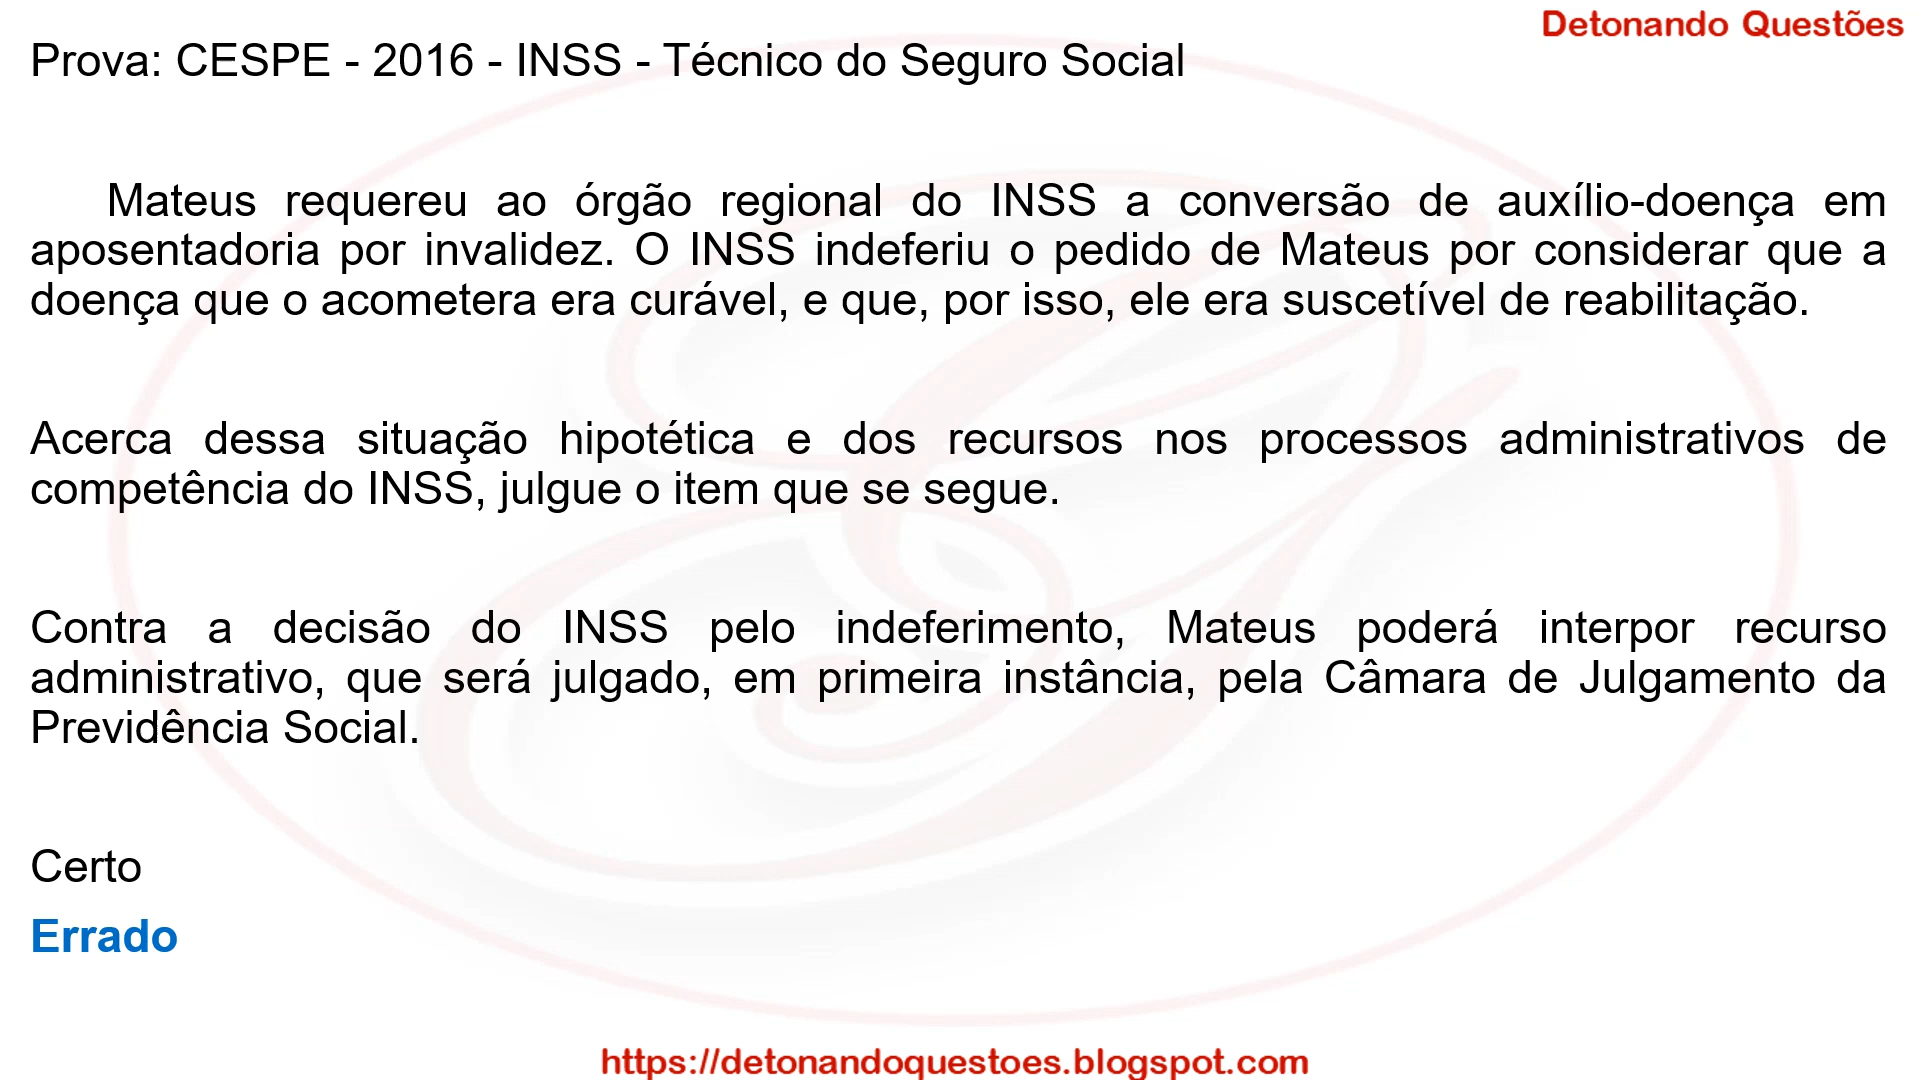 Detonando Questões
Prova: CESPE - 2016 - INSS - Técnico do Seguro Social
Mateus requereu ao órgão regional do INSS a conversão de auxílio-doença em
aposentadoria por invalidez. O INSS indeferiu o pedido de Mateus por considerar que a
doença que o acometera era curável, e que, por isso, ele era suscetível de reabilitação.
Acerca dessa situação hipotética e dos recursos nos processos administrativos de
competência do INSS, julgue o item que se segue.
Contra a decisão do INSS pelo indeferimento, Mateus poderá interpor recurso
administrativo, que será julgado, em primeira instância, pela Câmara de Julgamento da
Previdência Social.
Certo
Errado
https://detonandoquestoes.blogspot.com